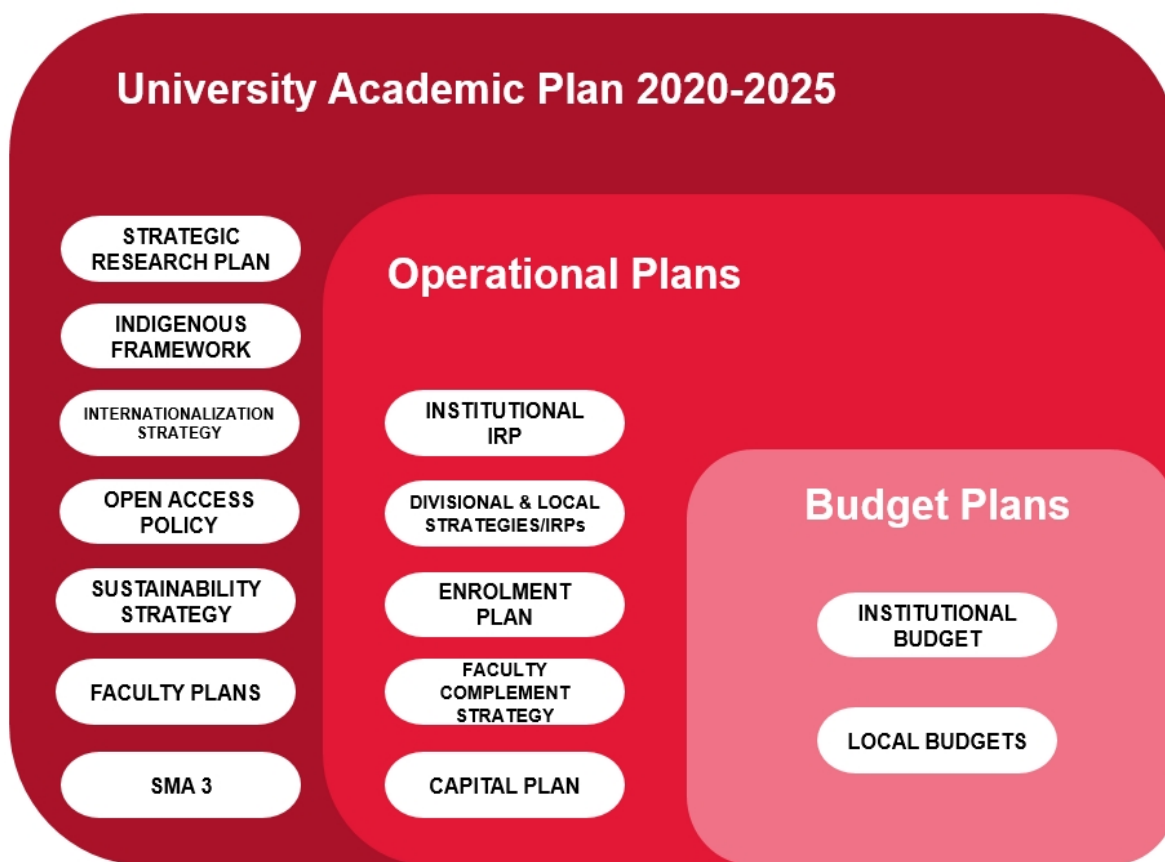 University Academic Plan 2020-2025
STRATEGIC
RESEARCH PLAN
INDIGENOUS
FRAMEWORK
INTERNATIONALIZATION
STRATEGY
OPEN ACCESS
POLICY
SUSTAINABILITY
STRATEGY
FACULTY PLANS
SMA 3
Operational Plans
INSTITUTIONAL
IRP
DIVISIONAL & LOCAL
STRATEGIES/IRPs
ENROLMENT
PLAN
FACULTY
COMPLEMENT
STRATEGY
CAPITAL PLAN
Budget Plans
INSTITUTIONAL
BUDGET
LOCAL BUDGETS